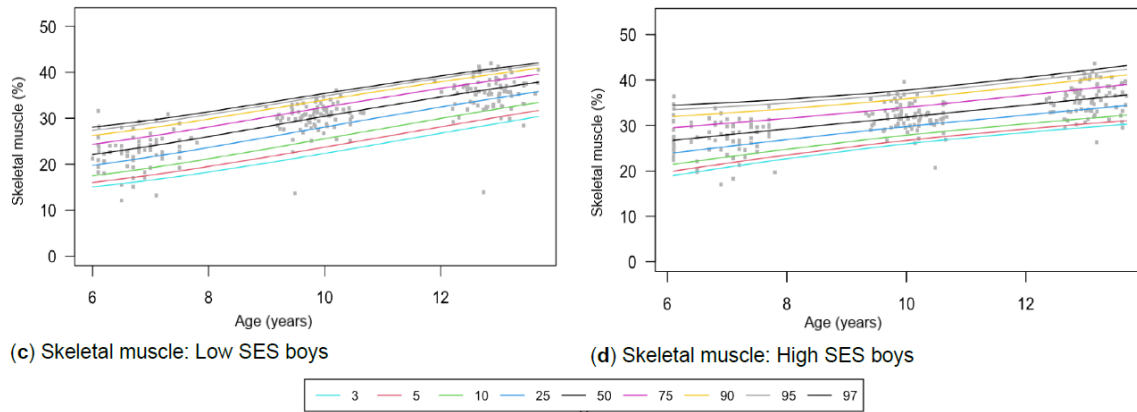 50
40
30
20
10
0
Skeletal muscle (%)
6 8 10 12
Age (years)
(c) Skeletal muscle: Low SES boys
50
40
30
20
10
0
Skeletal muscle (%)
6 8 10 12
Age (years)
(d) Skeletal muscle: High SES boys
3 5 10 25 50 75 90 95 97